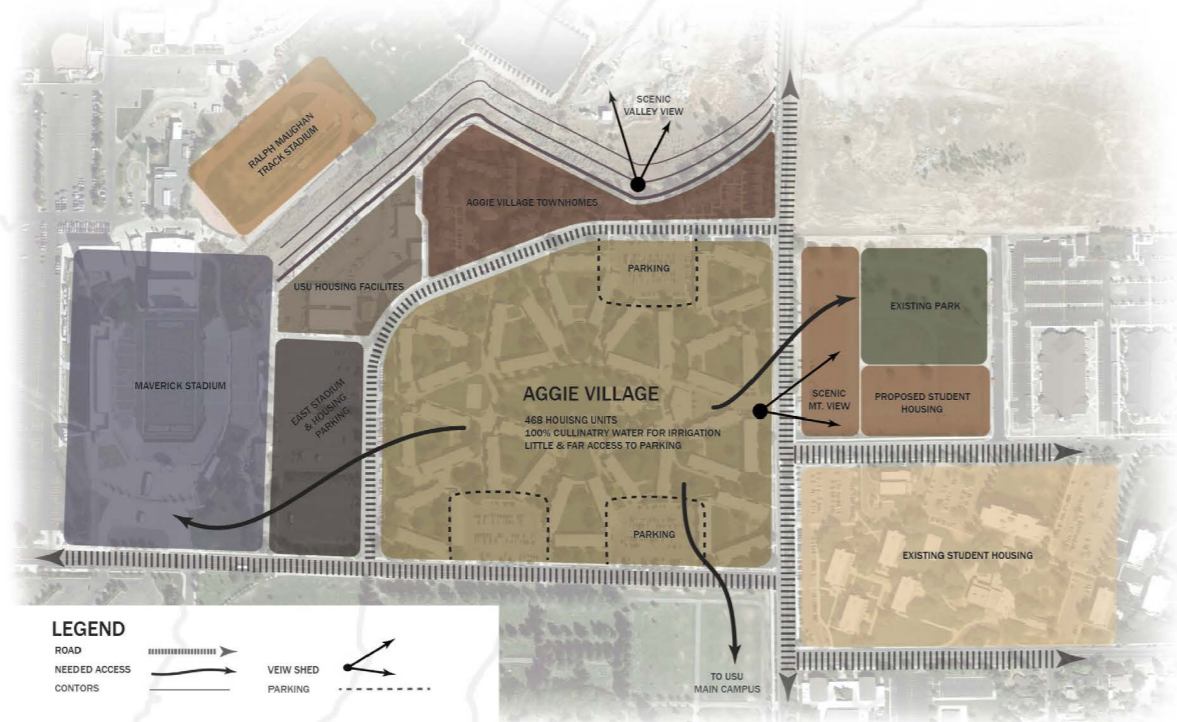 SCENIC
VALLEY VIEW
RALPH MAUGHAN
TRACK STADIUM
AGGIE VILLAGE TOWNHOMES
PARKING
USU HOUSING FACILITES
EXISTING PARK
MAVERICK STADIUM
EAST STADIUM
& HOUSING
PARKING
AGGIE VILLAGE
468 HOUISNG UNITS
100% CULLINATRY WATER FOR IRRIGATION
LITTLE & FAR ACCESS TO PARKING
SCENIC
MT. VIEW
PROPOSED STUDENT
HOUSING
PARKING
EXISTING STUDENT HOUSING
TO USU
MAIN CAMPUS
LEGEND
ROAD
NEEDED ACCESS
CONTORS
VEIW SHED
PARKING